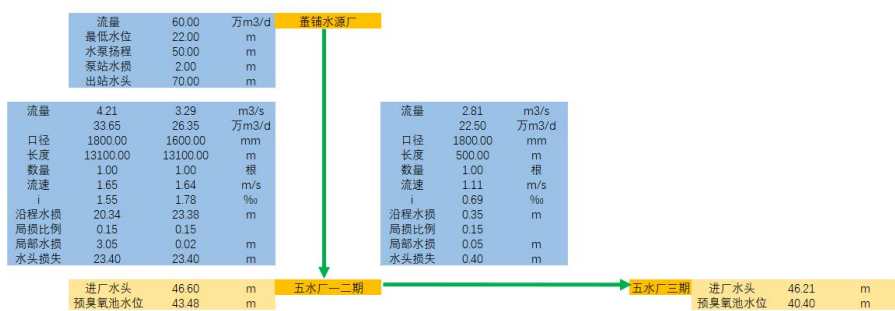 流量 60.00 万m3/d 董铺水源厂
最低水位 22.00 m
水泵扬程 50.00 m
泵站水损 2.00 m
出站水头 70.00 m
流量 4.21 3.29 m3/s
33.65 26.35 万m3/d
口径 1800.00 1600.00 mm
长度 13100.00 13100.00 m
数量 1.00 1.00 根
流速 1.65 1.64 m/s
i 1.55 1.78 ‰
沿程水损 20.34 23.38 m
局损比例 0.15 0.15
局部水损 3.05 0.02 m
水头损失 23.40 23.40 m
流量 2.81 m3/s
22.50 万m3/d
口径 1800.00 mm
长度 500.00 m
数量 1.00 根
流速 1.11 m/s
i 0.69 ‰
沿程水损 0.35 m
局损比例 0.15
局部水损 0.05 m
水头损失 0.40 m
进厂水头 46.60 m 五水厂一二期
预臭氧池水位 43.48 m
五水厂三期 进厂水头 46.21 m
预臭氧池水位 40.40 m